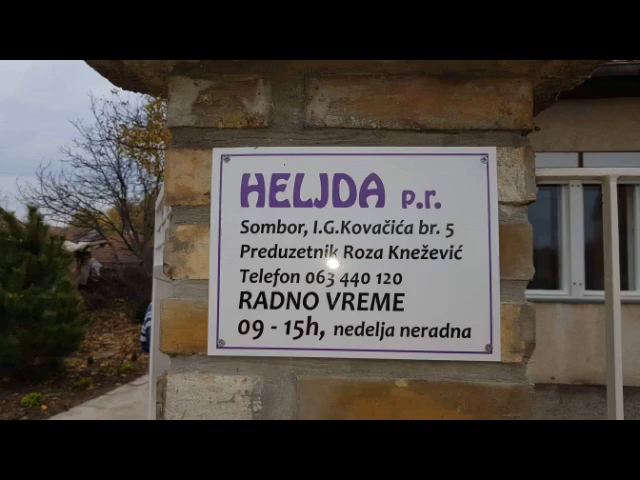 HELJDA p.r.
Sombor, I.G.Kovačića br. 5
Preduzetnik Roza Knežević
Telefon 063 440 120
RADNO VREME
09 - 15h, nedelja neradna